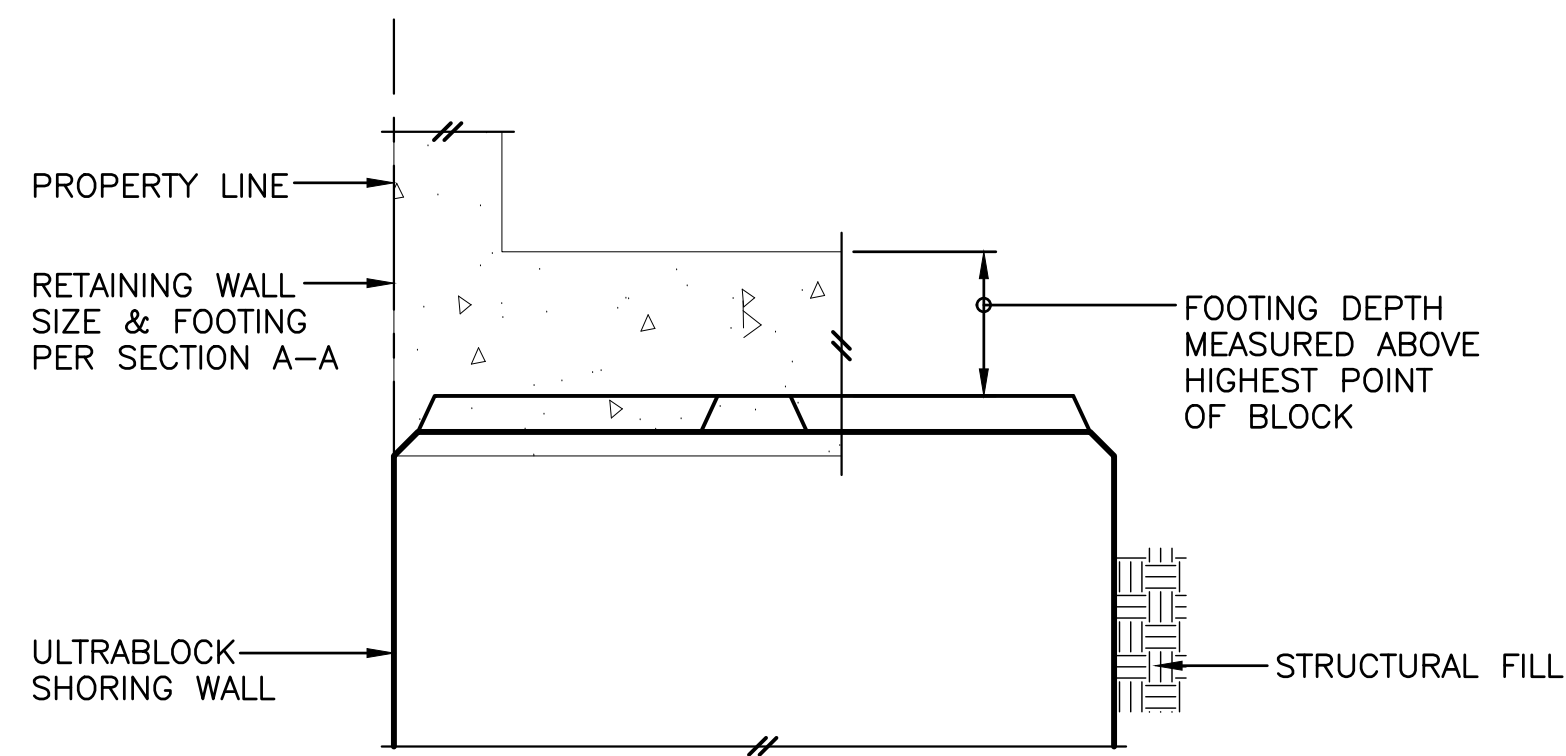 PROPERTY LINE
RETAINING WALL
SIZE & FOOTING
PER SECTION A-A
FOOTING DEPTH
MEASURED ABOVE
HIGHEST POINT
OF BLOCK
ULTRABLOCK
SHORING WALL
STRUCTURAL FILL